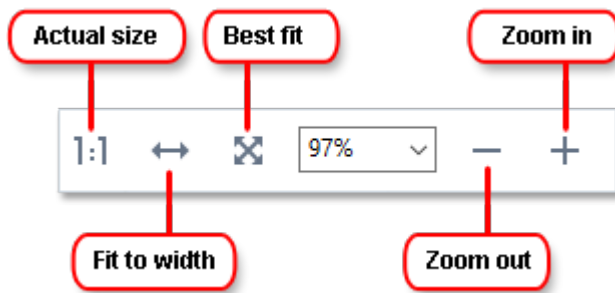 Actual size
Best fit
Zoom in
1:1
97%
Fit to width
Zoom out